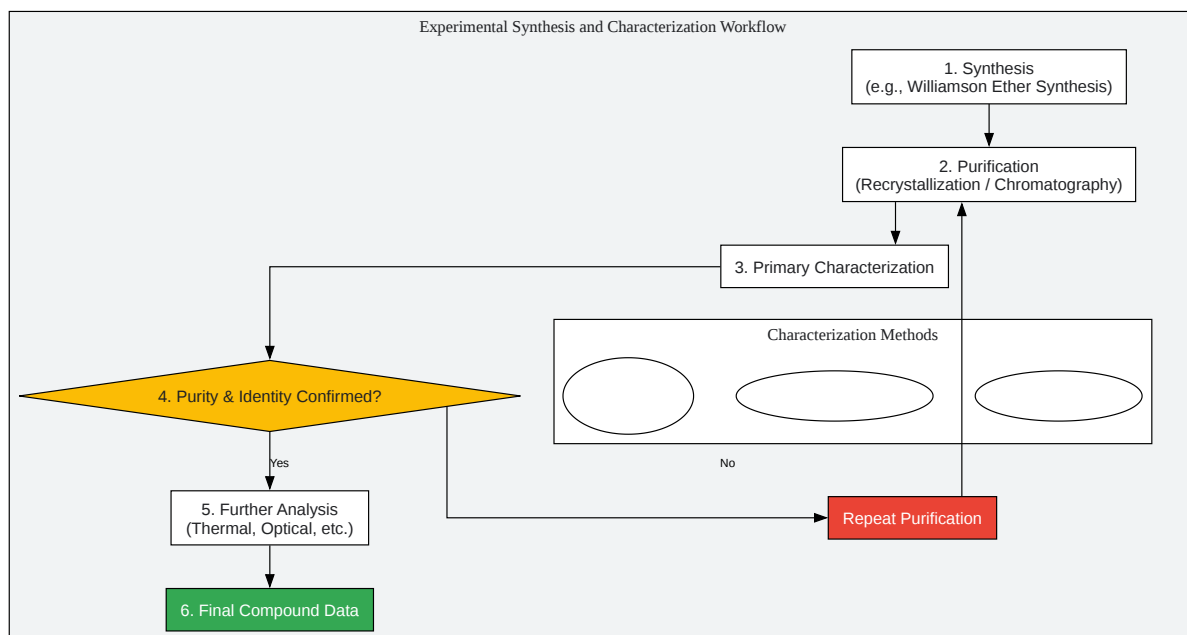 Experimental Synthesis and Characterization Workflow
1. Synthesis
(e.g., Williamson Ether Synthesis)
2. Purification
(Recrystallization / Chromatography)
3. Primary Characterization
Characterization Methods
4. Purity & Identity Confirmed?
Yes
No
5. Further Analysis
(Thermal, Optical, etc.)
Repeat Purification
6. Final Compound Data